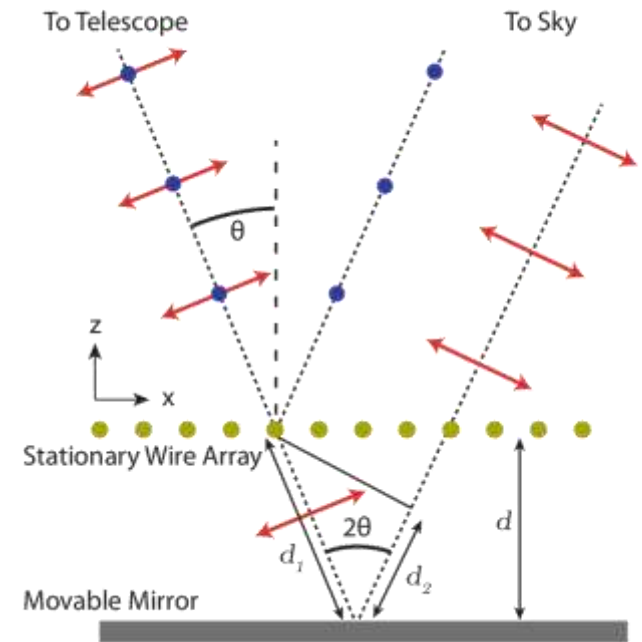 To Telescope
To Sky
θ
z
x
Stationary Wire Array
2θ
d
d₁
d₂
Movable Mirror